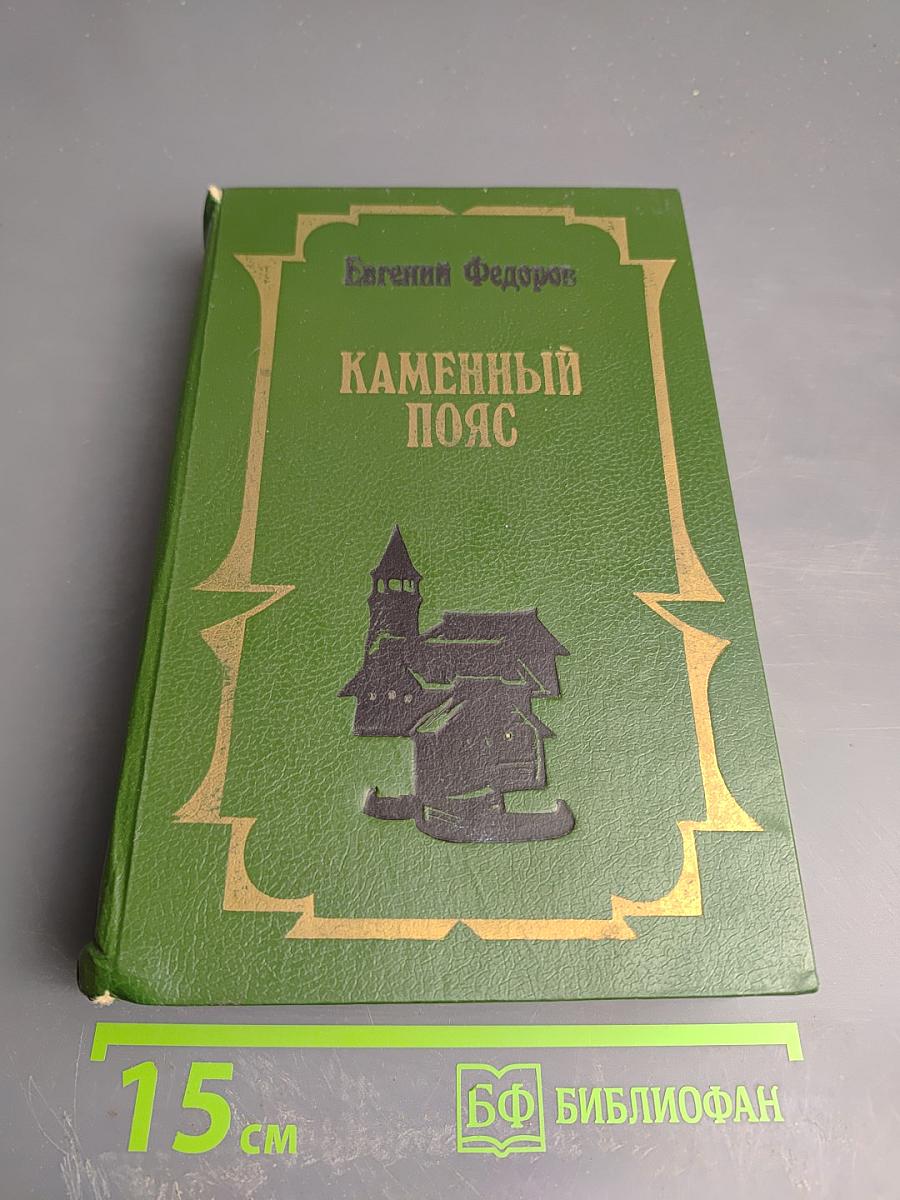 Евгений Федоров
КАМЕННЫЙ
ПОЯС
15 см
БФ БИБЛИОФАН